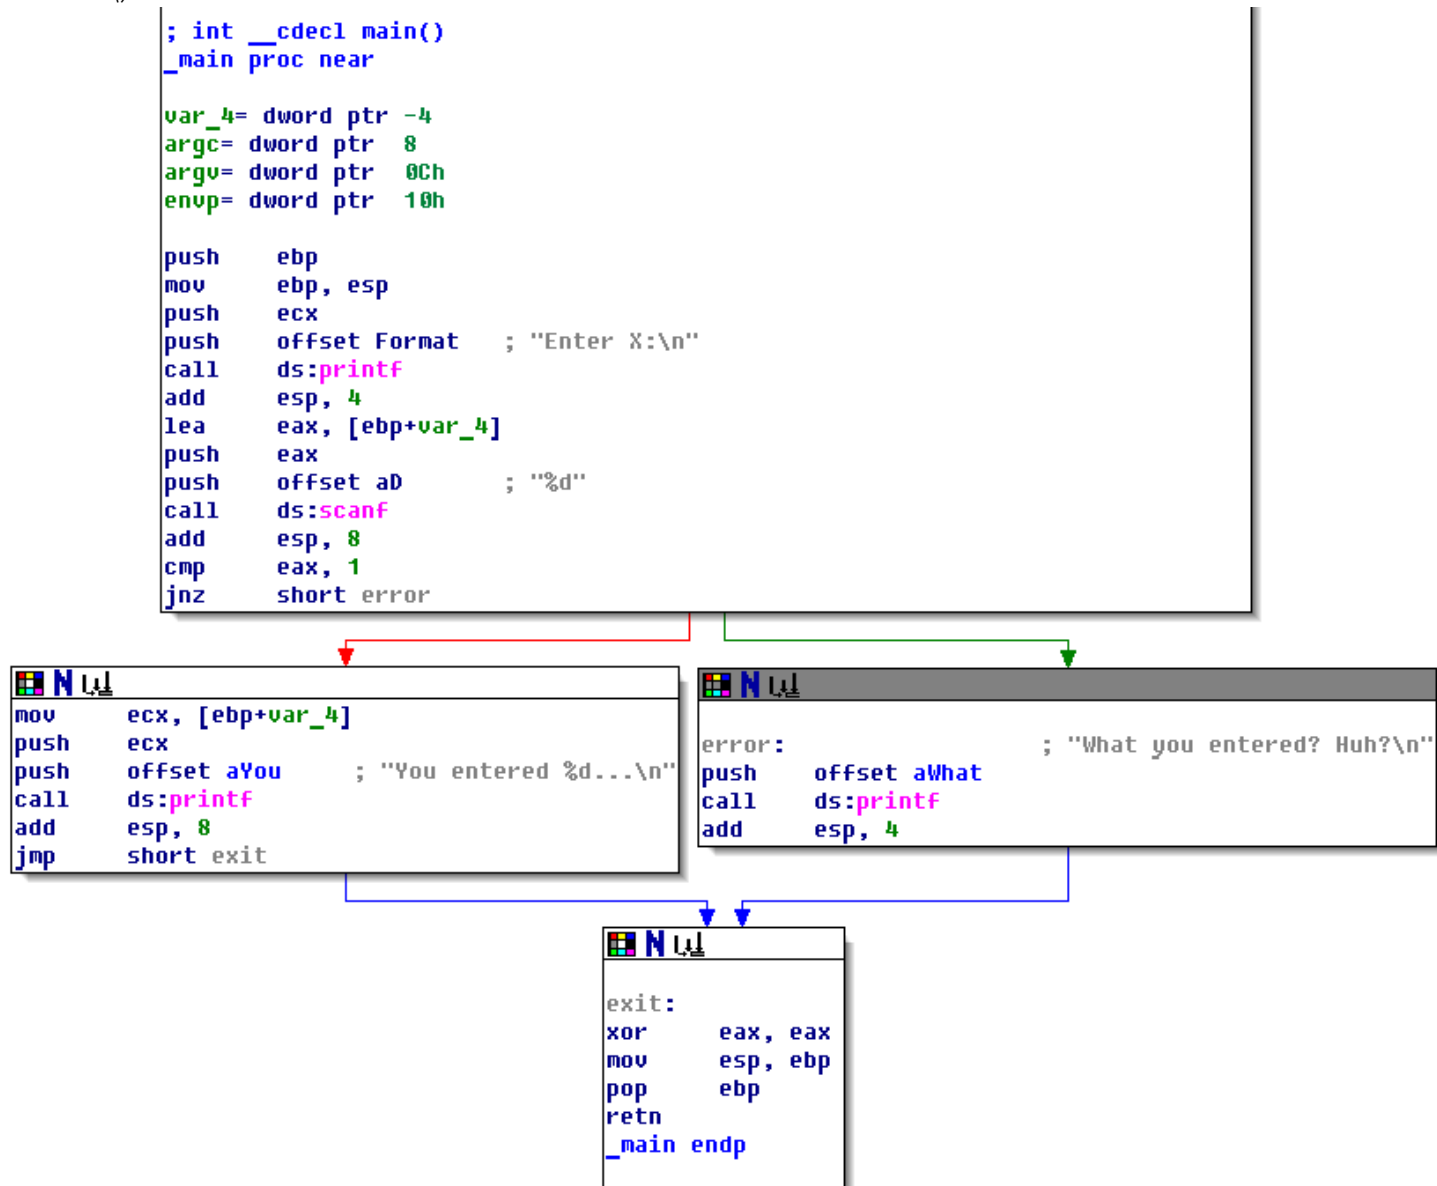 ()
; int __cdecl main()
_main proc near
var_4= dword ptr -4
argc= dword ptr  8
argv= dword ptr  0Ch
envp= dword ptr  10h
push    ebp
mov     ebp, esp
push    ecx
push    offset Format   ; "Enter X:\n"
call    ds:printf
add     esp, 4
lea     eax, [ebp+var_4]
push    eax
push    offset aD       ; "%d"
call    ds:scanf
add     esp, 8
cmp     eax, 1
jnz     short error
N
mov     ecx, [ebp+var_4]
push    ecx
push    offset aYou     ; "You entered %d...\n"
call    ds:printf
add     esp, 8
jmp     short exit
N
error:                  ; "What you entered? Huh?\n"
push    offset aWhat
call    ds:printf
add     esp, 4
N
exit:
xor     eax, eax
mov     esp, ebp
pop     ebp
retn
_main endp